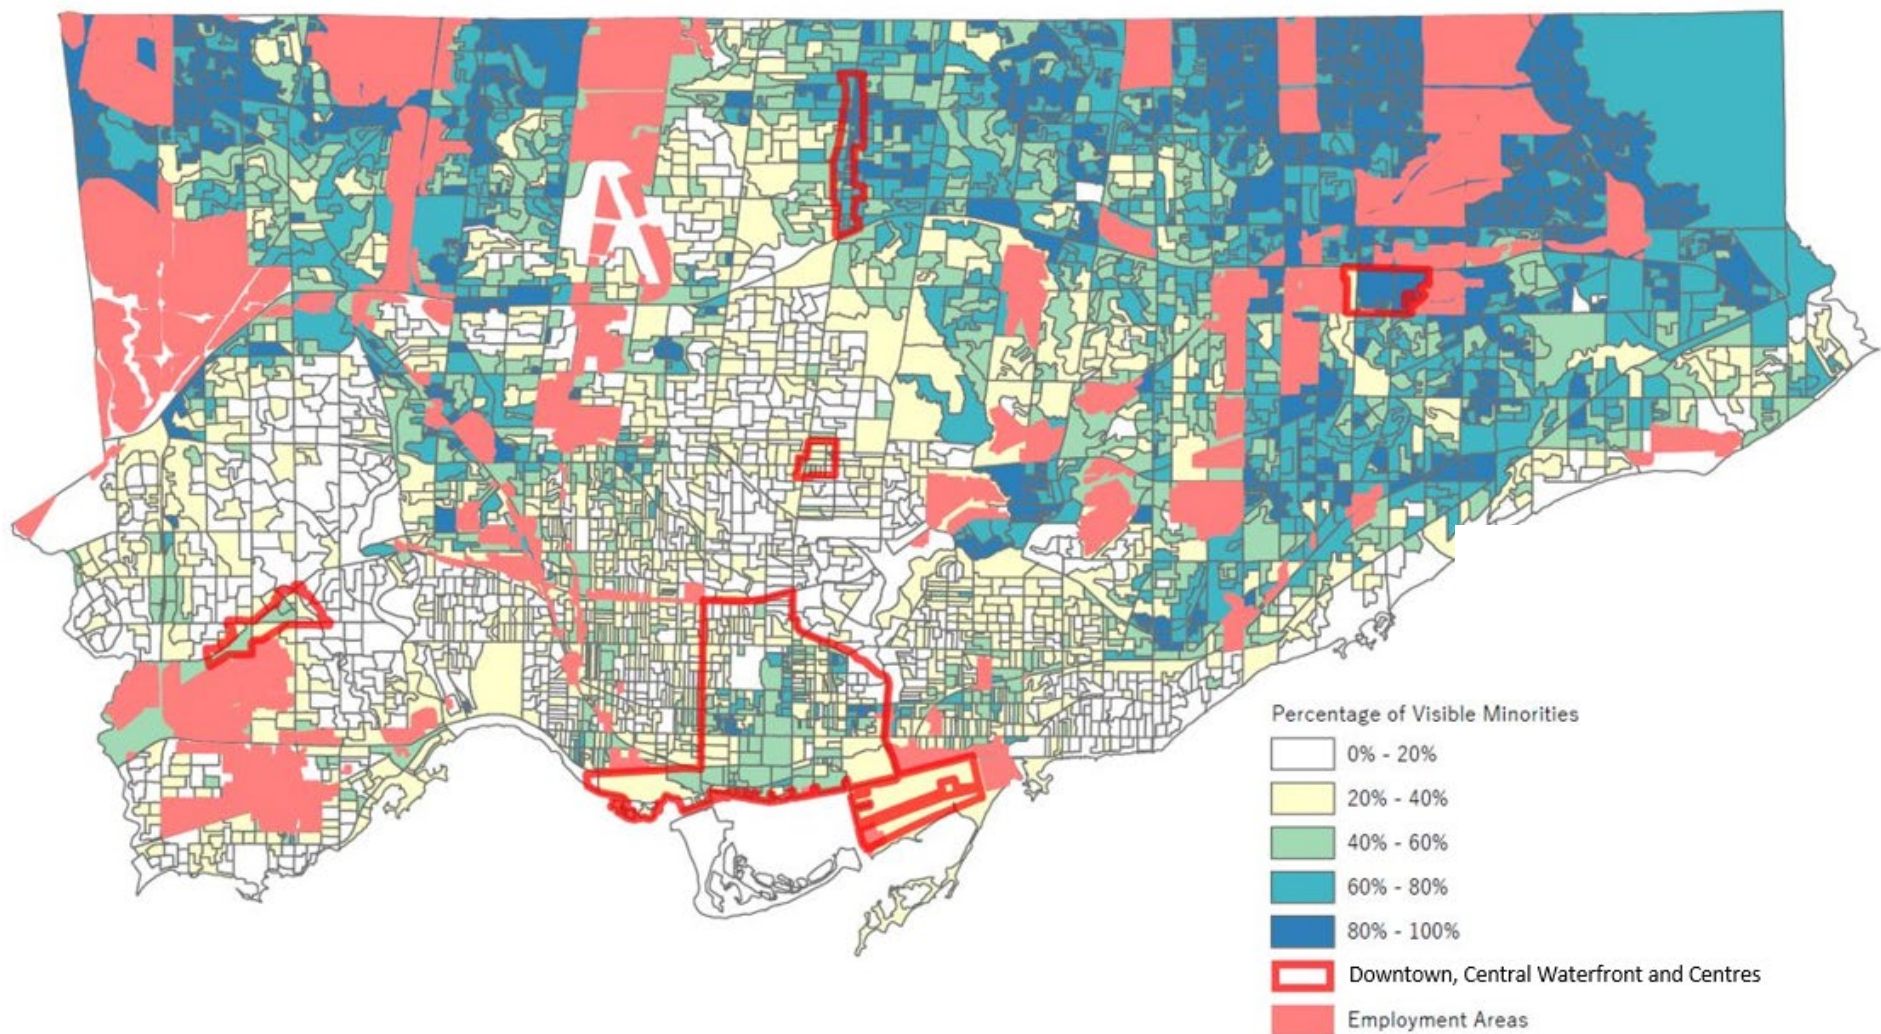 Percentage of Visible Minorities
0% - 20%
20% - 40%
40% - 60%
60% - 80%
80% - 100%
Downtown, Central Waterfront and Centres
Employment Areas